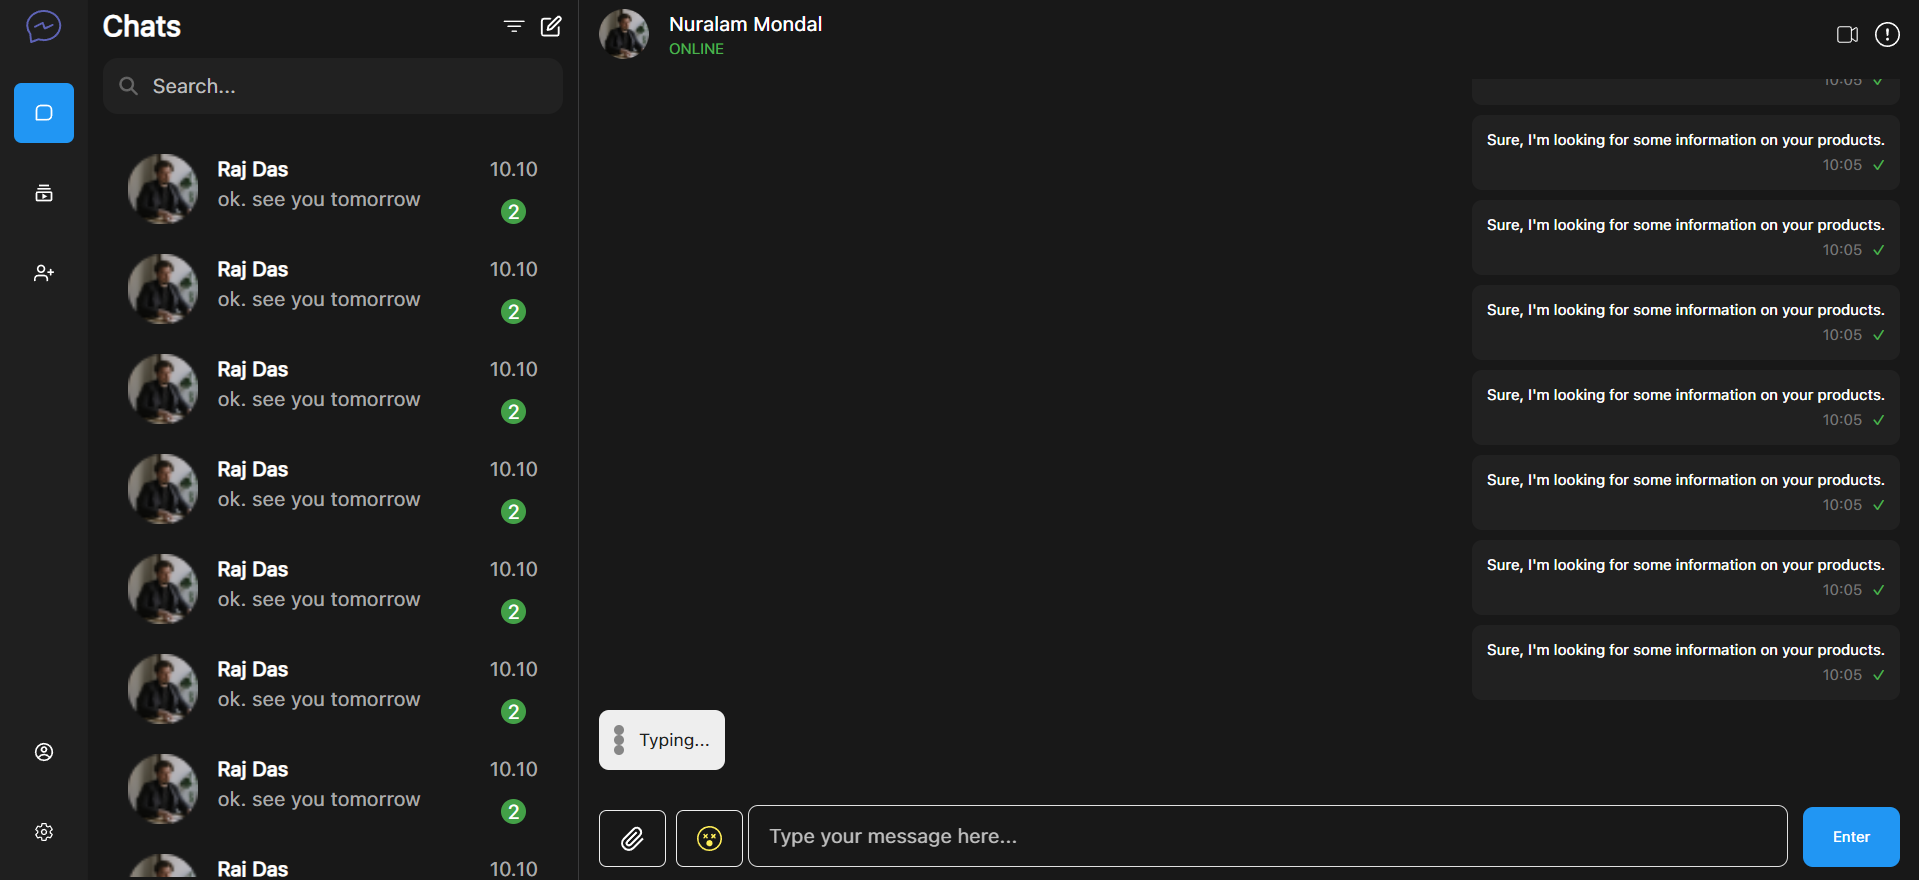 Chats
Search...
Raj Das
10.10
ok. see you tomorrow
2
Raj Das
10.10
ok. see you tomorrow
2
Raj Das
10.10
ok. see you tomorrow
2
Raj Das
10.10
ok. see you tomorrow
2
Raj Das
10.10
ok. see you tomorrow
2
Raj Das
10.10
ok. see you tomorrow
2
Raj Das
10.10
ok. see you tomorrow
2
Raj Das
10.10
Nuralam Mondal
ONLINE
10:05
Sure, I'm looking for some information on your products.
10:05
Sure, I'm looking for some information on your products.
10:05
Sure, I'm looking for some information on your products.
10:05
Sure, I'm looking for some information on your products.
10:05
Sure, I'm looking for some information on your products.
10:05
Sure, I'm looking for some information on your products.
10:05
Sure, I'm looking for some information on your products.
10:05
Typing...
Type your message here...
Enter